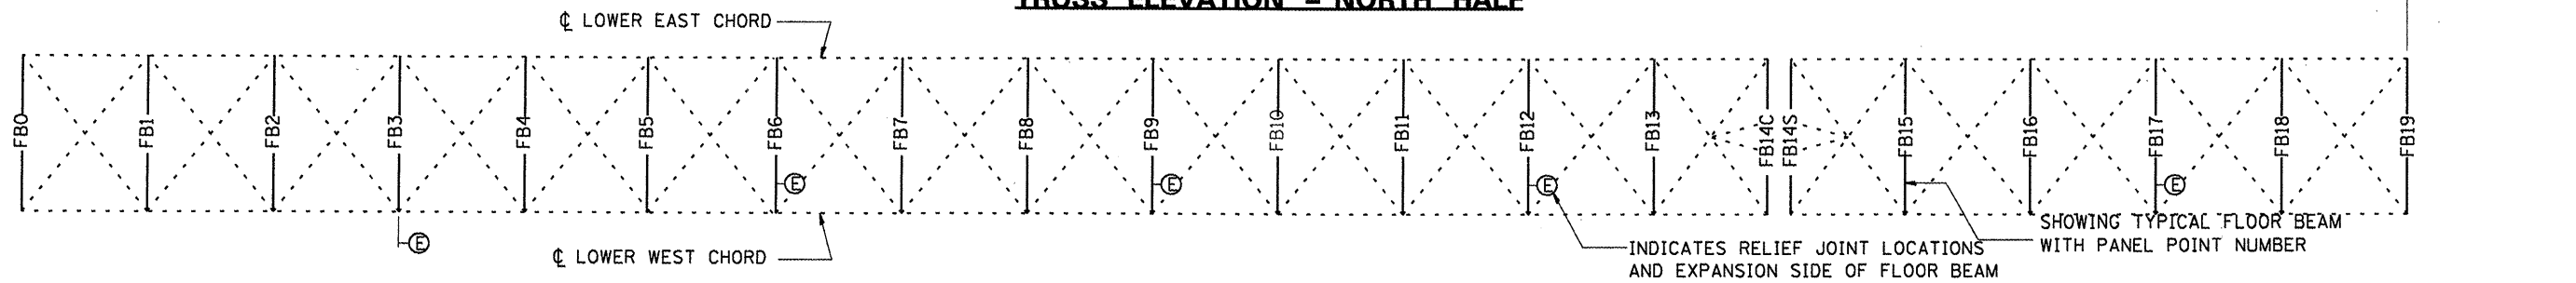 TRUSS ELEVATION - NORTH HALF
℄ LOWER EAST CHORD
FB0 FB1 FB2 FB3 FB4 FB5 FB6 FB7 FB8 FB9 FB10 FB11 FB12 FB13 FB14C FB14S FB15 FB16 FB17 FB18 FB19
E E E E
E
℄ LOWER WEST CHORD
INDICATES RELIEF JOINT LOCATIONS
AND EXPANSION SIDE OF FLOOR BEAM
SHOWING TYPICAL FLOOR BEAM
WITH PANEL POINT NUMBER